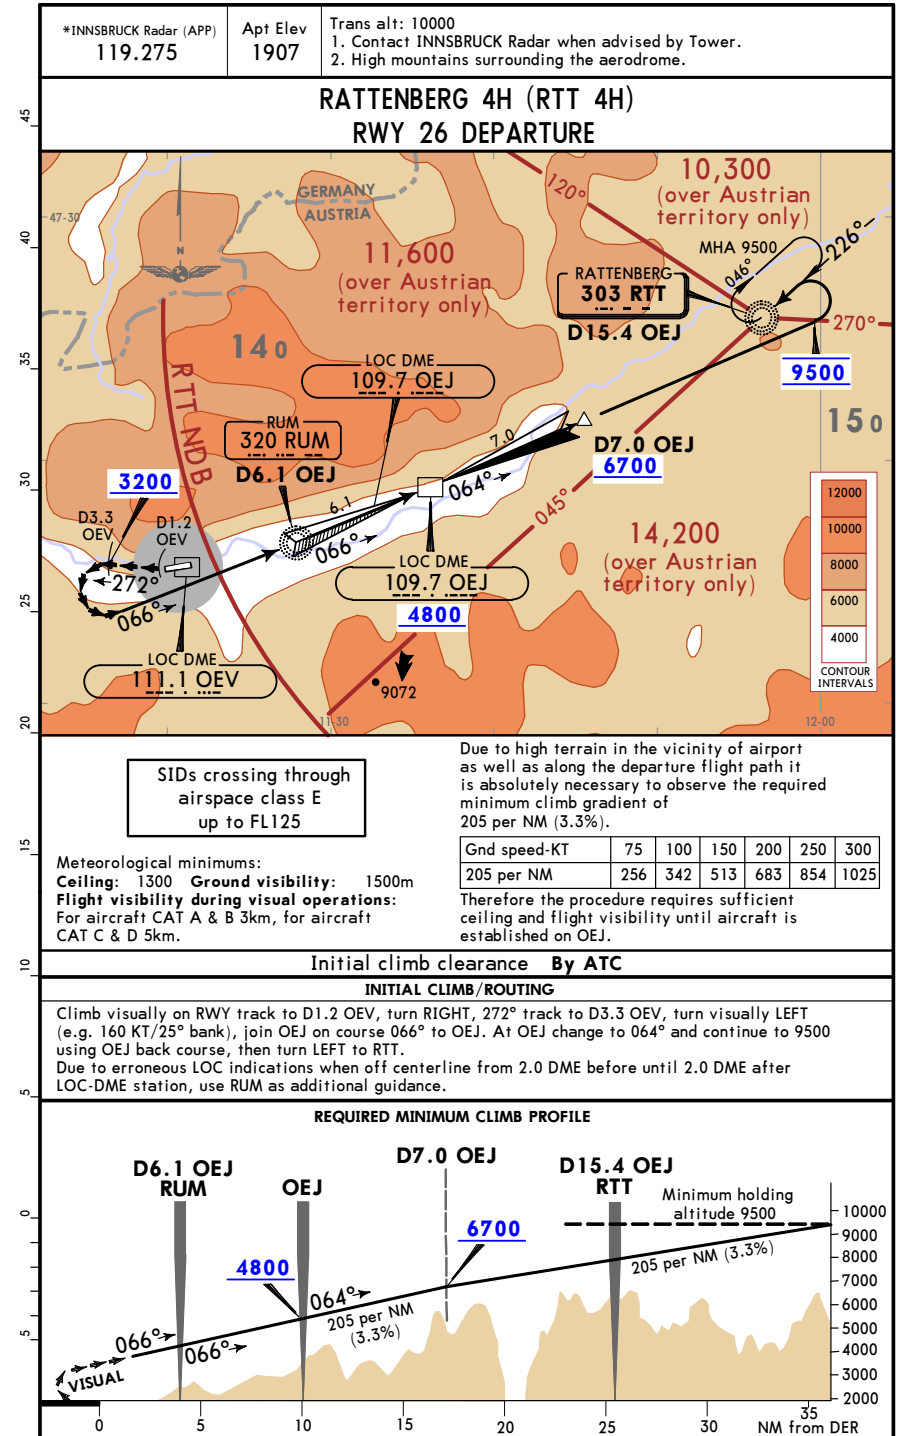 *INNSBRUCK Radar (APP)
119.275
Apt Elev
1907
Trans alt: 10000
1. Contact INNSBRUCK Radar when advised by Tower.
2. High mountains surrounding the aerodrome.
RATTENBERG 4H (RTT 4H)
RWY 26 DEPARTURE
45
40
35
30
25
20
15
10
5
0
5
47-30
GERMANY
AUSTRIA
N
120°
10,300
(over Austrian
territory only)
11,600
(over Austrian
territory only)
MHA 9500
046°
226°
RATTENBERG
303 RTT
D15.4 OEJ
270°
9500
140
RTT NDB
LOC DME
109.7 OEJ
RUM
320 RUM
D6.1 OEJ
7.0
D7.0 OEJ
6700
150
3200
D3.3
OEV
D1.2
OEV
6.1
064°
066°
045°
272°
066°
LOC DME
109.7 OEJ
4800
14,200
(over Austrian
territory only)
LOC DME
111.1 OEV
9072
11-30
12-00
12000
10000
8000
6000
4000
CONTOUR
INTERVALS
SIDs crossing through
airspace class E
up to FL125
Meteorological minimums:
Ceiling: 1300 Ground visibility: 1500m
Flight visibility during visual operations:
For aircraft CAT A & B 3km, for aircraft
CAT C & D 5km.
Due to high terrain in the vicinity of airport
as well as along the departure flight path it
is absolutely necessary to observe the required
minimum climb gradient of
205 per NM (3.3%).
Gnd speed-KT 75 100 150 200 250 300
205 per NM 256 342 513 683 854 1025
Therefore the procedure requires sufficient
ceiling and flight visibility until aircraft is
established on OEJ.
Initial climb clearance By ATC
INITIAL CLIMB/ROUTING
Climb visually on RWY track to D1.2 OEV, turn RIGHT, 272° track to D3.3 OEV, turn visually LEFT
(e.g. 160 KT/25° bank), join OEJ on course 066° to OEJ. At OEJ change to 064° and continue to 9500
using OEJ back course, then turn LEFT to RTT.
Due to erroneous LOC indications when off centerline from 2.0 DME before until 2.0 DME after
LOC-DME station, use RUM as additional guidance.
REQUIRED MINIMUM CLIMB PROFILE
D6.1 OEJ
RUM
OEJ
D7.0 OEJ
D15.4 OEJ
RTT
Minimum holding
altitude 9500
6700
4800
064°
205 per NM
(3.3%)
205 per NM (3.3%)
066°
066°
VISUAL
10000
9000
8000
7000
6000
5000
4000
3000
2000
0
5
10
15
20
25
30
35
NM from DER